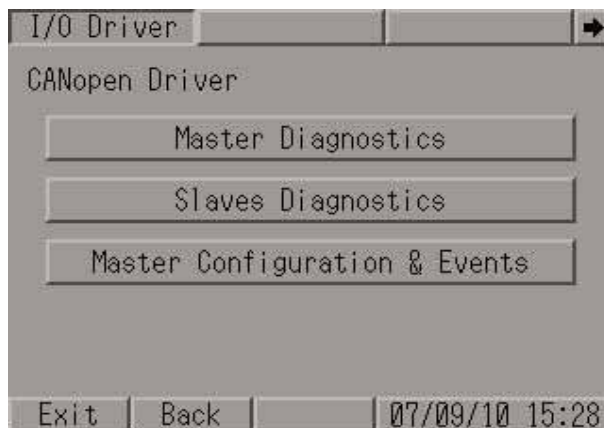 I/O Driver
CANopen Driver
Master Diagnostics
Slaves Diagnostics
Master Configuration & Events
Exit Back 07/09/10 15:28